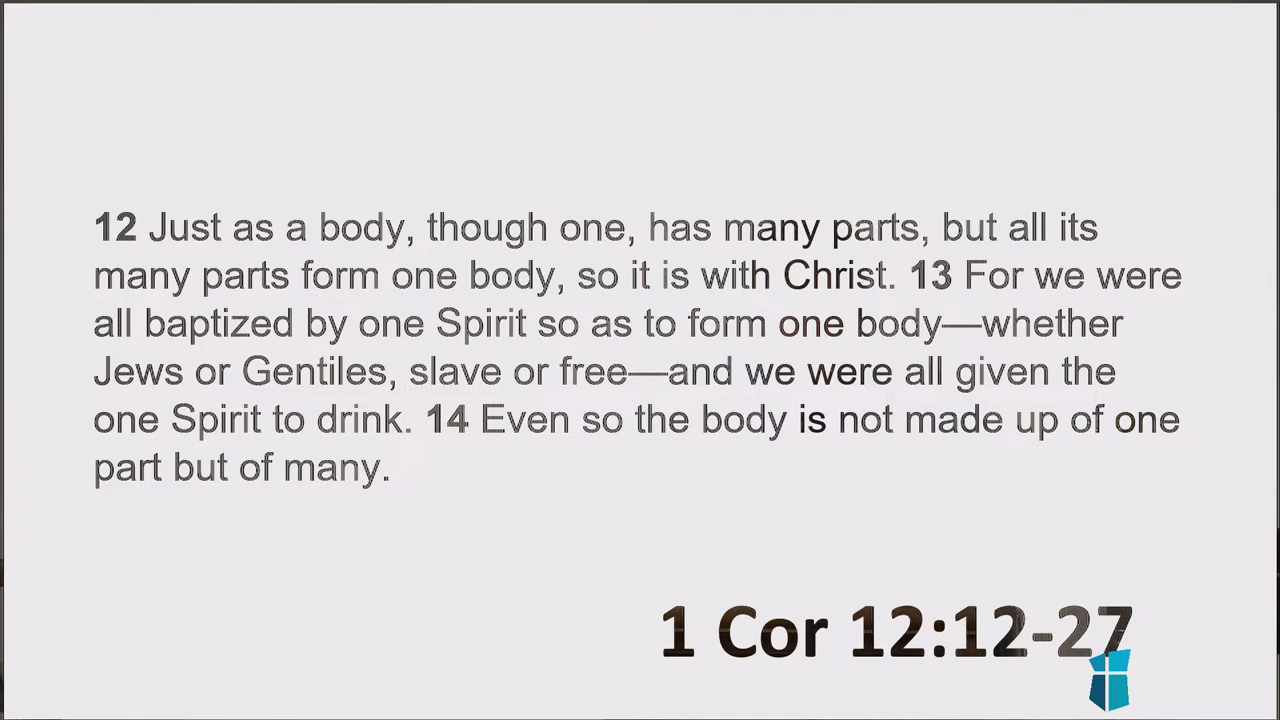 12 Just as a body, though one, has many parts, but all its
many parts form one body, so it is with Christ. 13 For we were
all baptized by one Spirit so as to form one body—whether
Jews or Gentiles, slave or free—and we were all given the
one Spirit to drink. 14 Even so the body is not made up of one
part but of many.
1 Cor 12:12-27